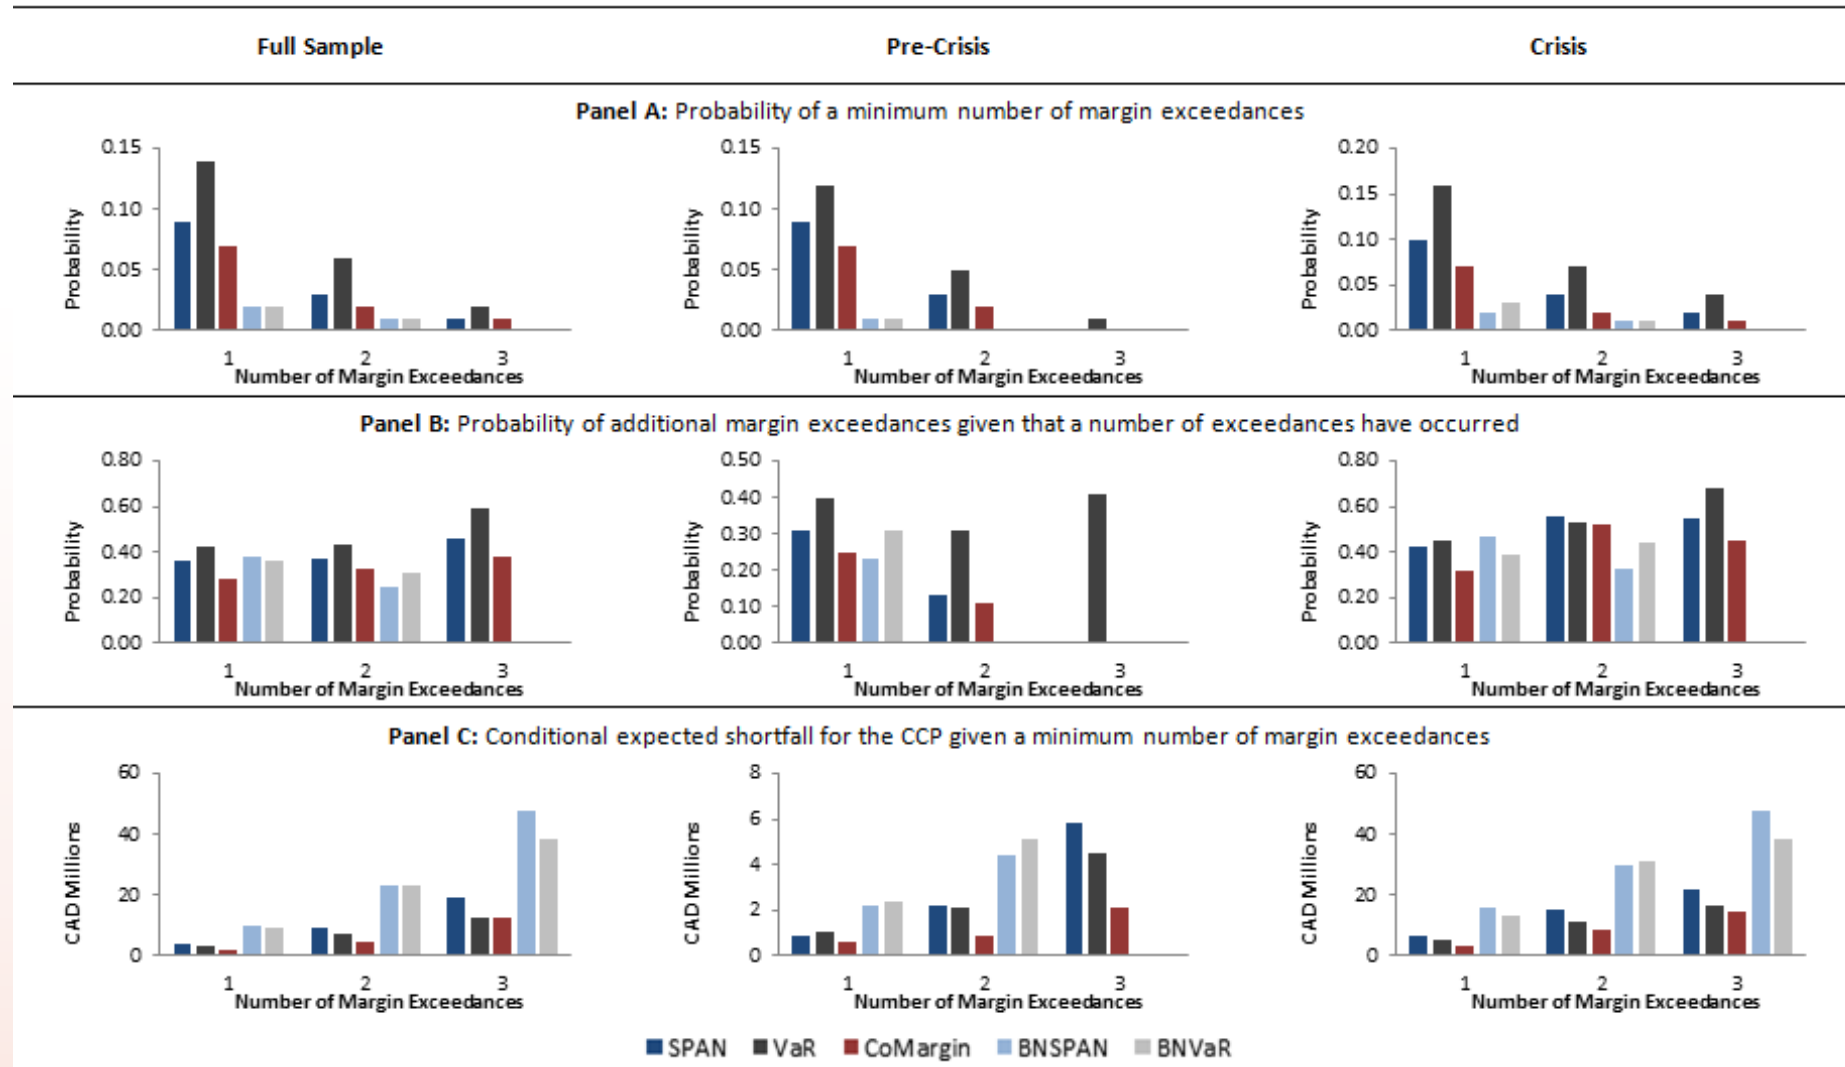 Full Sample Pre-Crisis Crisis
Panel A: Probability of a minimum number of margin exceedances
Probability
0.15
0.10
0.05
0.00
1 2 3
Number of Margin Exceedances
Probability
0.15
0.10
0.05
0.00
1 2 3
Number of Margin Exceedances
Probability
0.20
0.15
0.10
0.05
0.00
1 2 3
Number of Margin Exceedances
Panel B: Probability of additional margin exceedances given that a number of exceedances have occurred
Probability
0.80
0.60
0.40
0.20
0.00
1 2 3
Number of Margin Exceedances
Probability
0.50
0.40
0.30
0.20
0.10
0.00
1 2 3
Number of Margin Exceedances
Probability
0.80
0.60
0.40
0.20
0.00
1 2 3
Number of Margin Exceedances
Panel C: Conditional expected shortfall for the CCP given a minimum number of margin exceedances
CAD Millions
60
40
20
0
1 2 3
Number of Margin Exceedances
CAD Millions
8
6
4
2
0
1 2 3
Number of Margin Exceedances
CAD Millions
60
40
20
0
1 2 3
Number of Margin Exceedances
SPAN VaR CoMargin BNSPAN BNVaR